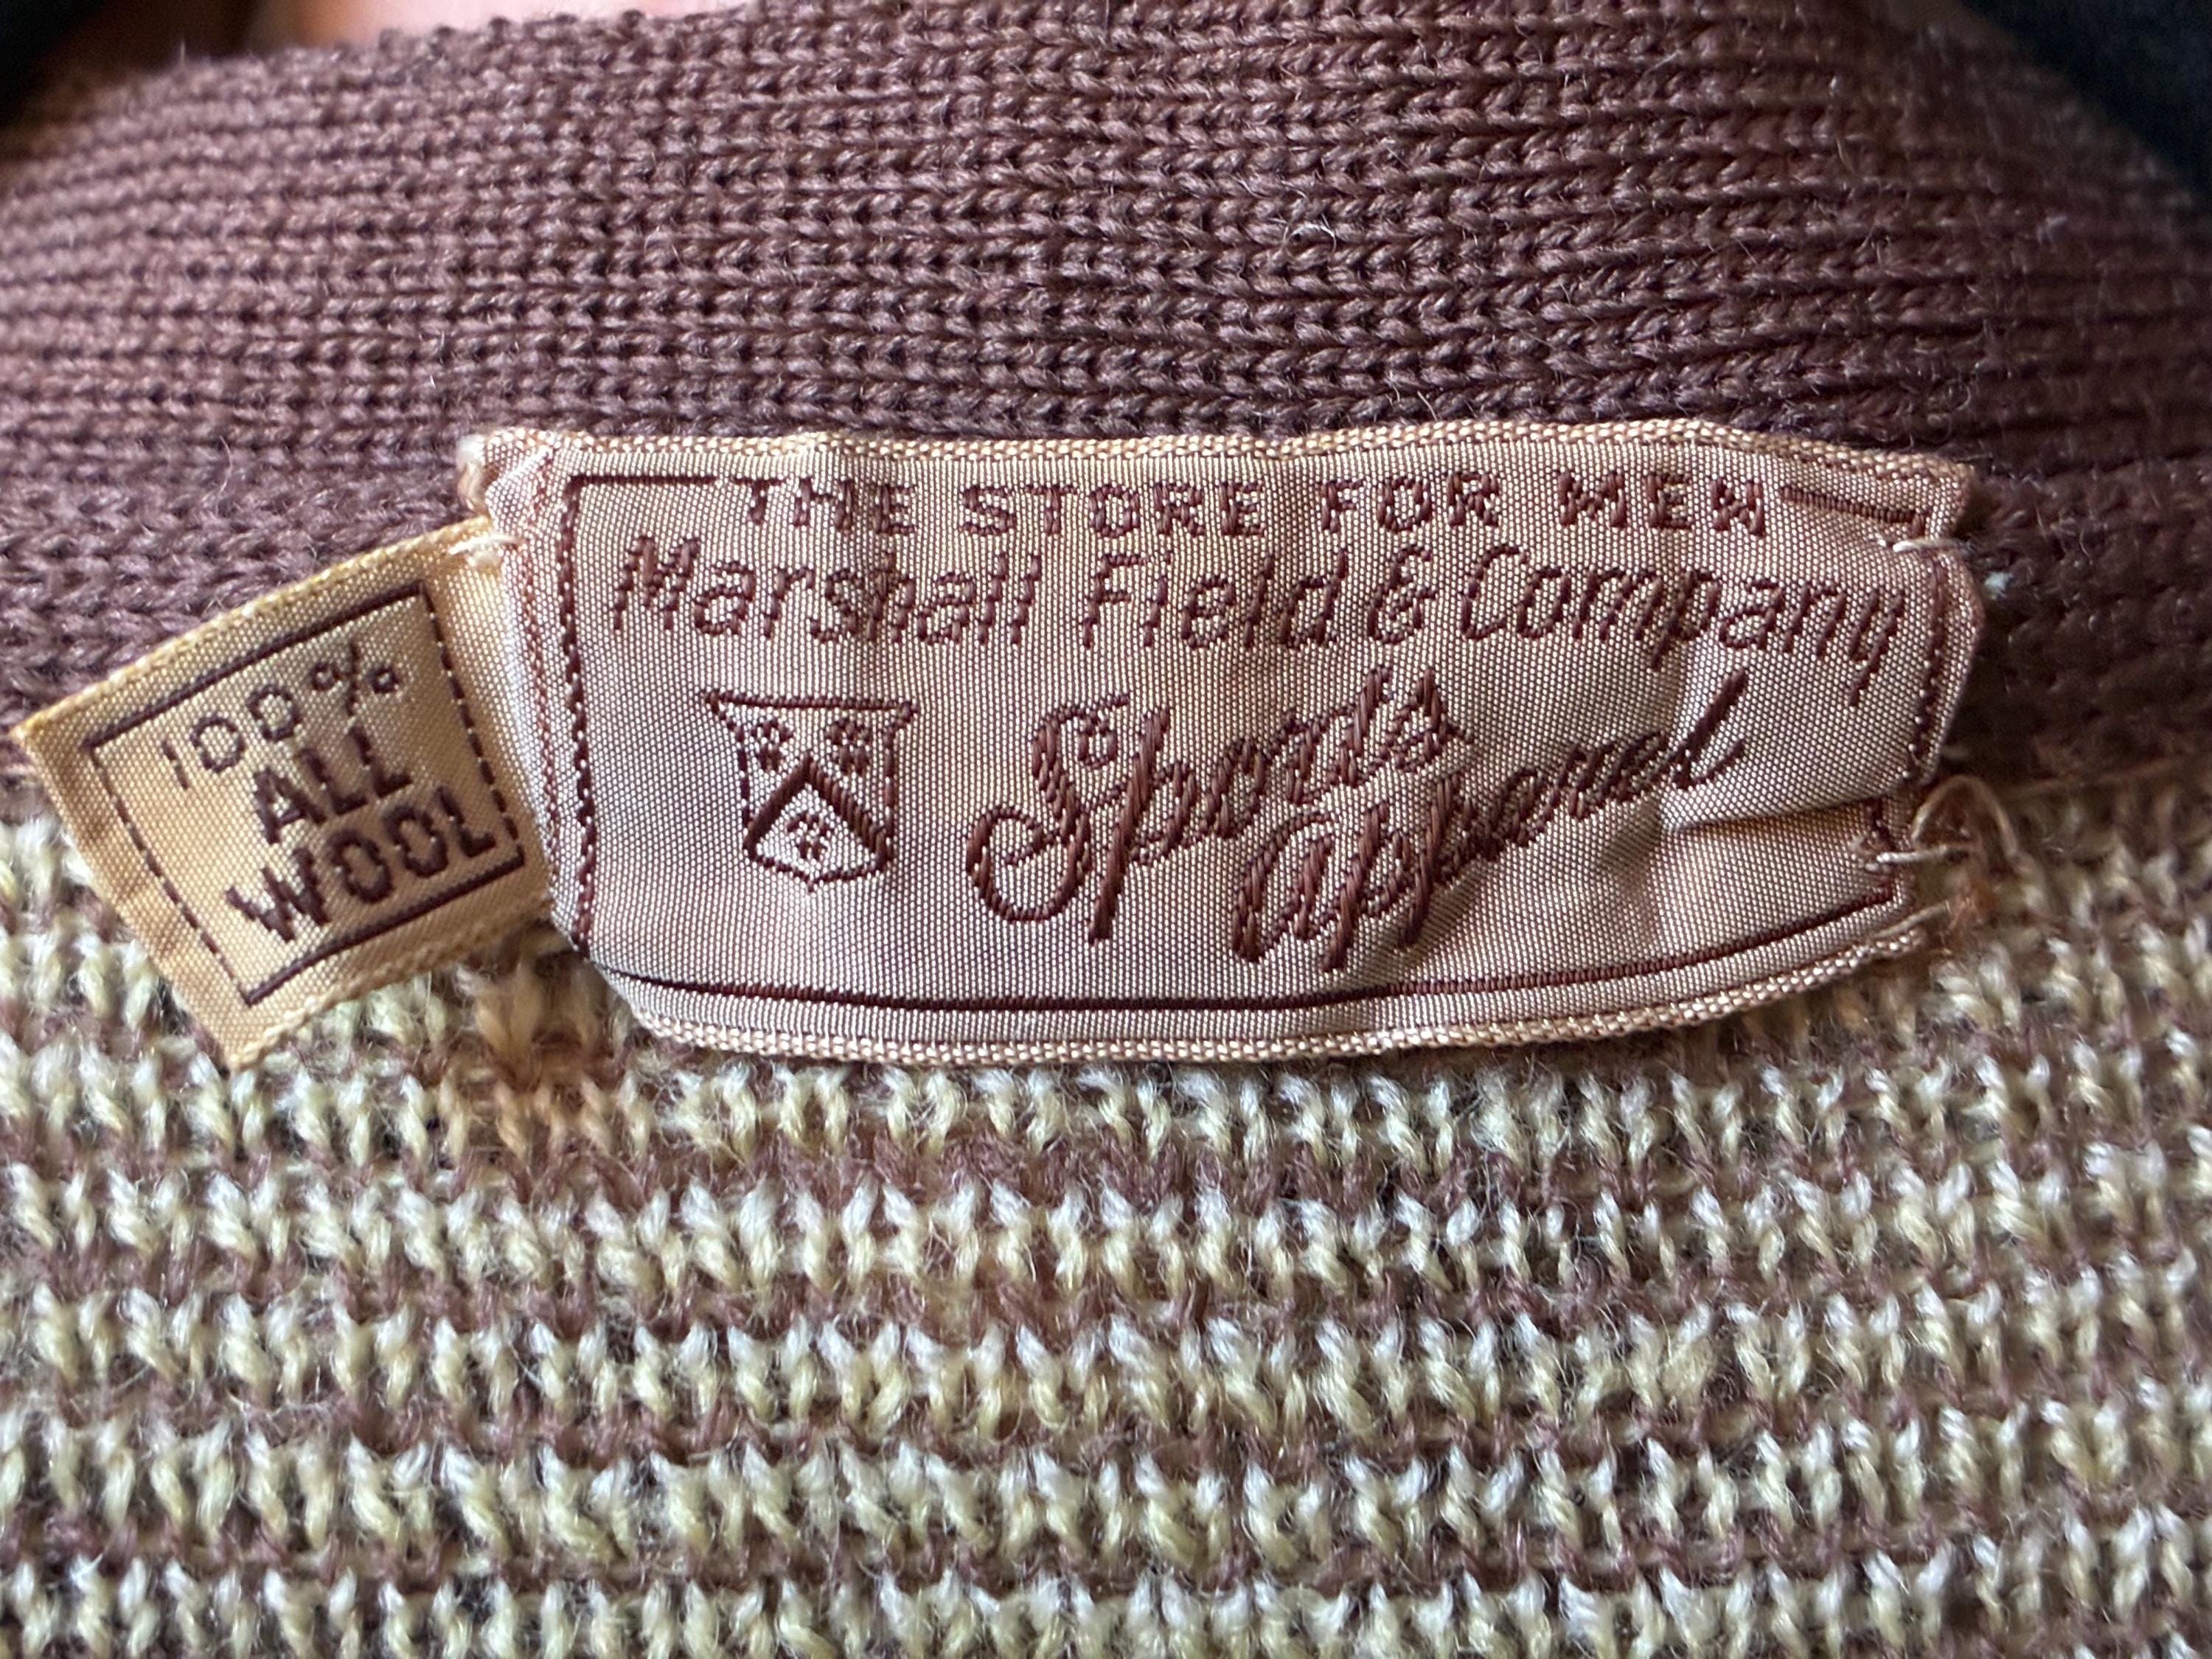 100%
ALL
WOOL
THE STORE FOR MEN
Marshall Field & Company
Sports
Apparel